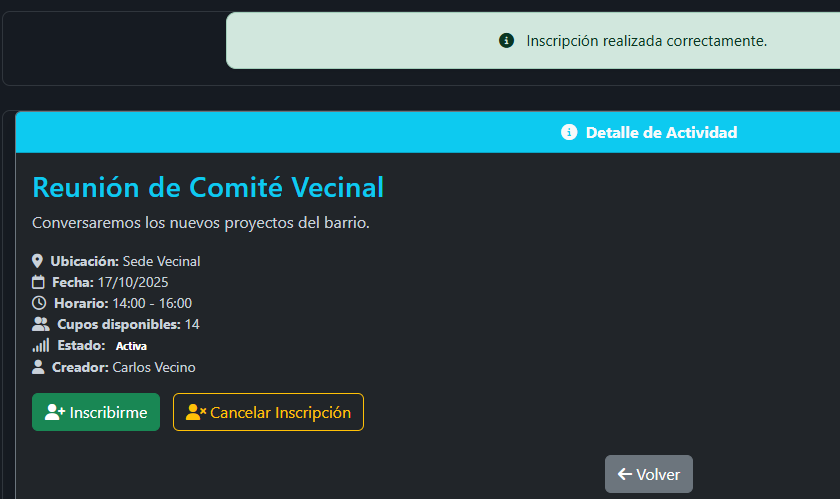 Inscripción realizada correctamente.
Detalle de Actividad
Reunión de Comité Vecinal
Conversaremos los nuevos proyectos del barrio.
Ubicación: Sede Vecinal
Fecha: 17/10/2025
Horario: 14:00 - 16:00
Cupos disponibles: 14
Estado: Activa
Creador: Carlos Vecino
Inscribirme Cancelar Inscripción
Volver